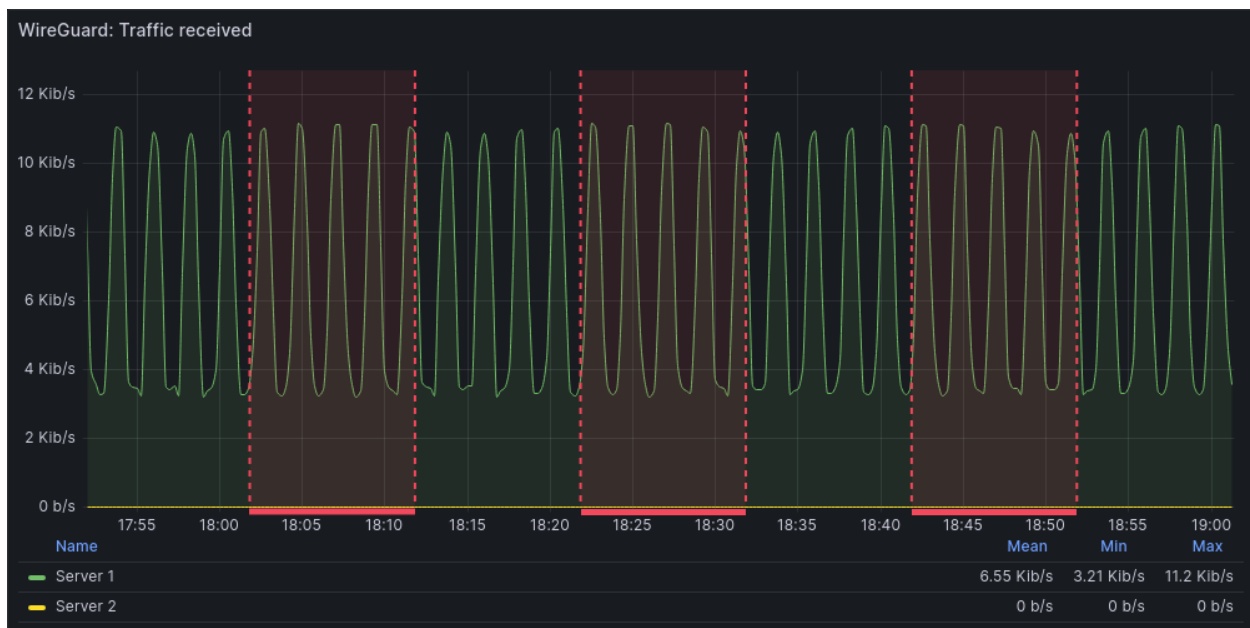 WireGuard: Traffic received
12 Kib/s
10 Kib/s
8 Kib/s
6 Kib/s
4 Kib/s
2 Kib/s
0 b/s
17:55 18:00 18:05 18:10 18:15 18:20 18:25 18:30 18:35 18:40 18:45 18:50 18:55 19:00
Name Mean Min Max
Server 1 6.55 Kib/s 3.21 Kib/s 11.2 Kib/s
Server 2 0 b/s 0 b/s 0 b/s